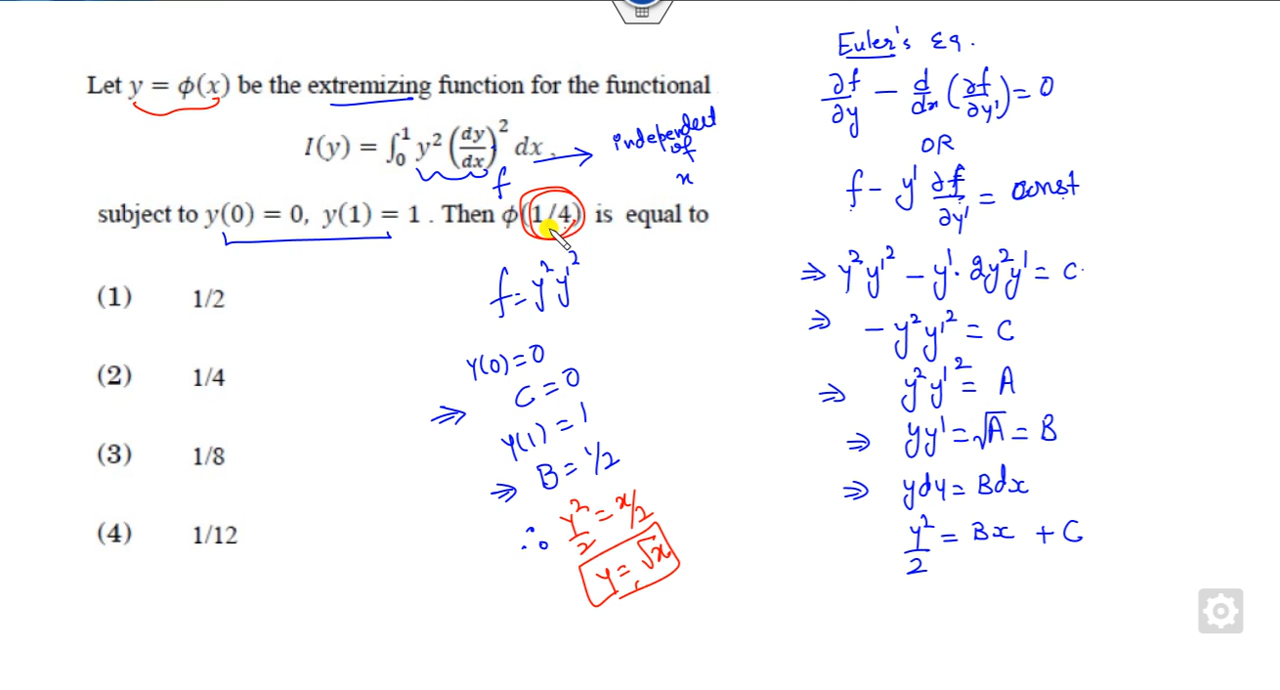 Let y = ϕ(x) be the extremizing function for the functional
I(y) = ∫₀¹ y² (dy/dx)² dx .
independent of x
f
subject to y(0) = 0, y(1) = 1 . Then ϕ(1/4) is equal to
(1) 1/2
(2) 1/4
(3) 1/8
(4) 1/12
f = y²y'²
y(0) = 0
⇒ C = 0
y(1) = 1
⇒ B = 1/2
∴ y²/2 = x/2
y = √x
Euler's Eq.
∂f/∂y − d/dx (∂f/∂y') = 0
OR
f − y' ∂f/∂y' = const
⇒ y²y'² − y'. 2y²y' = C.
⇒ − y²y'² = C
⇒ y²y'² = A
⇒ yy' = √A = B
⇒ ydy = Bdx
y²/2 = Bx + C